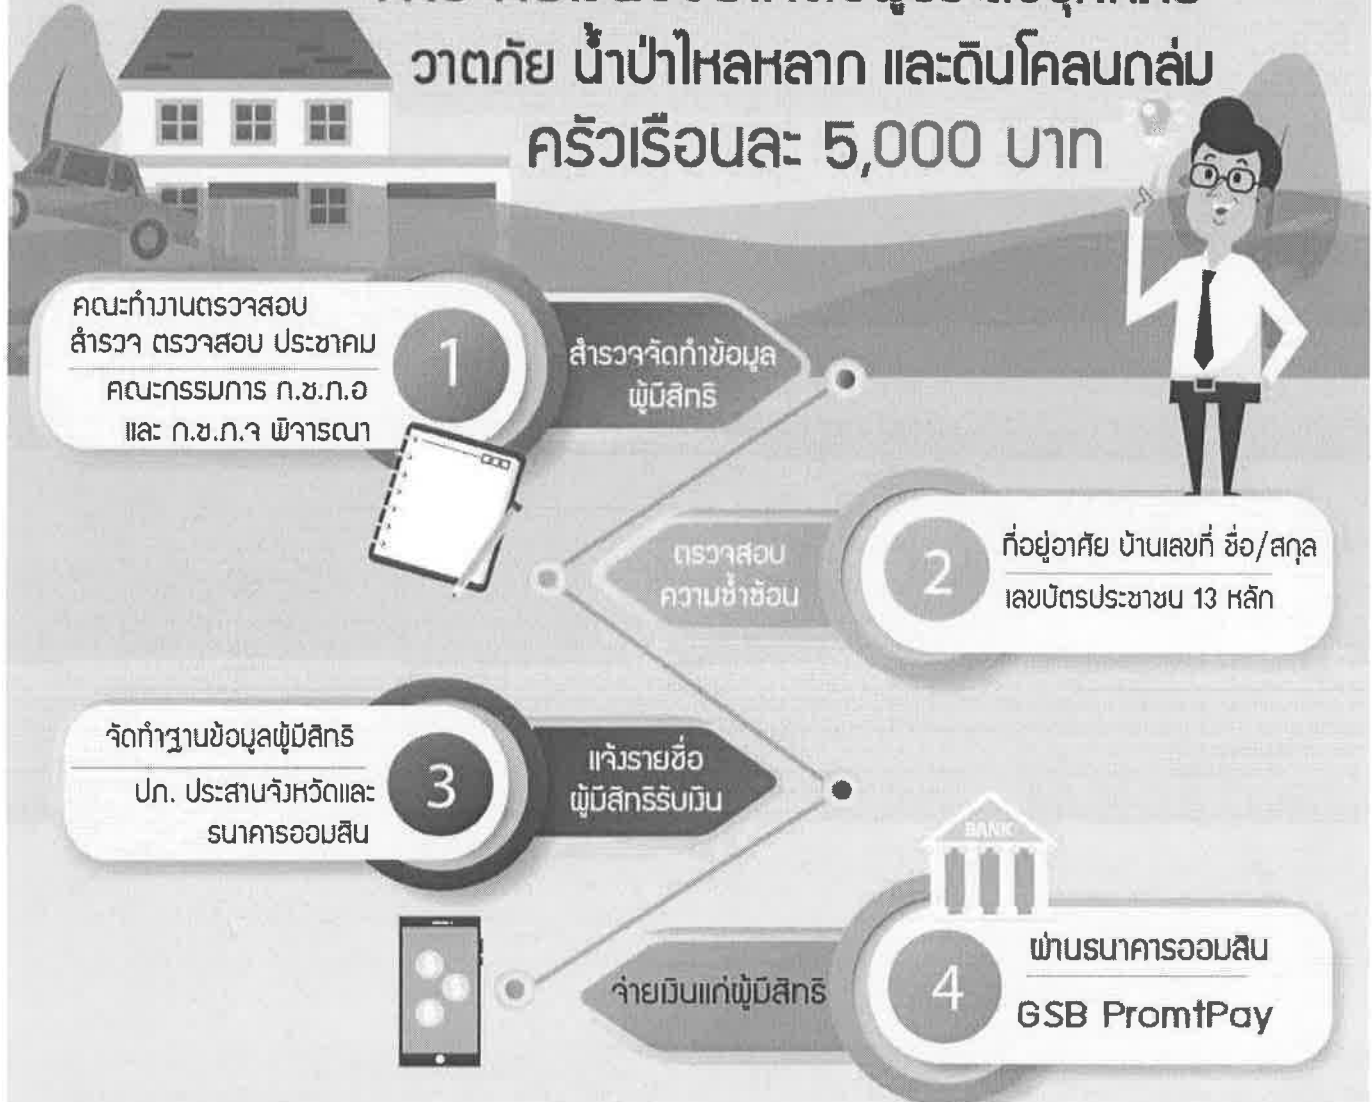 วาตภัย น้ำป่าไหลหลาก และดินโคลนถล่ม
ครัวเรือนละ 5,000 บาท
คณะทำงานตรวจสอบ
สำรวจ ตรวจสอบ ประชาคม
คณะกรรมการ ก.ช.ภ.อ
และ ก.ช.ภ.จ พิจารณา
1
สำรวจจัดทำข้อมูล
ผู้มีสิทธิ
ตรวจสอบ
ความซ้ำซ้อน
2
ที่อยู่อาศัย บ้านเลขที่ ชื่อ/สกุล
เลขบัตรประชาชน 13 หลัก
จัดทำฐานข้อมูลผู้มีสิทธิ
ปภ. ประสานจังหวัดและ
ธนาคารออมสิน
3
แจ้งรายชื่อ
ผู้มีสิทธิรับเงิน
BANK
จ่ายเงินแก่ผู้มีสิทธิ
4
ผ่านธนาคารออมสิน
GSB PromtPay